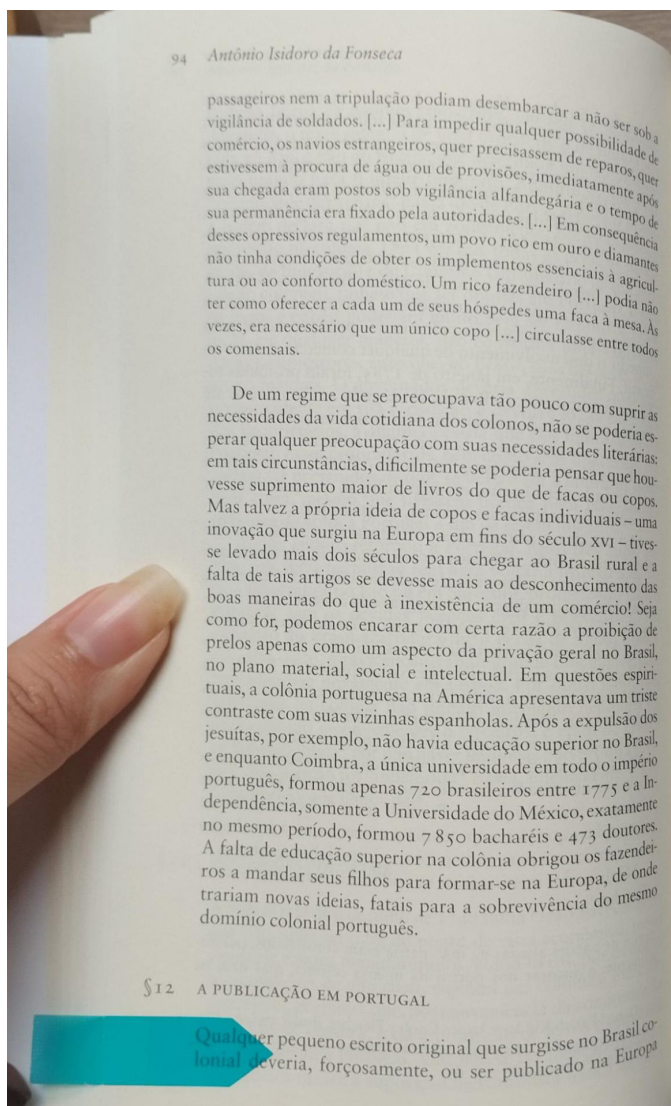 94 Antônio Isidoro da Fonseca
passageiros nem a tripulação podiam desembarcar a não ser sob a
vigilância de soldados. [...] Para impedir qualquer possibilidade de
comércio, os navios estrangeiros, quer precisassem de reparos, quer
estivessem à procura de água ou de provisões, imediatamente após
sua chegada eram postos sob vigilância alfandegária e o tempo de
sua permanência era fixado pela autoridades. [...] Em consequência
desses opressivos regulamentos, um povo rico em ouro e diamantes
não tinha condições de obter os implementos essenciais à agricul-
tura ou ao conforto doméstico. Um rico fazendeiro [...] podia não
ter como oferecer a cada um de seus hóspedes uma faca à mesa. Às
vezes, era necessário que um único copo [...] circulasse entre todos
os comensais.
De um regime que se preocupava tão pouco com suprir as
necessidades da vida cotidiana dos colonos, não se poderia es-
perar qualquer preocupação com suas necessidades literárias:
em tais circunstâncias, dificilmente se poderia pensar que hou-
vesse suprimento maior de livros do que de facas ou copos.
Mas talvez a própria ideia de copos e facas individuais – uma
inovação que surgiu na Europa em fins do século XVI – tives-
se levado mais dois séculos para chegar ao Brasil rural e a
falta de tais artigos se devesse mais ao desconhecimento das
boas maneiras do que à inexistência de um comércio! Seja
como for, podemos encarar com certa razão a proibição de
prelos apenas como um aspecto da privação geral no Brasil,
no plano material, social e intelectual. Em questões espiri-
tuais, a colônia portuguesa na América apresentava um triste
contraste com suas vizinhas espanholas. Após a expulsão dos
jesuítas, por exemplo, não havia educação superior no Brasil,
e enquanto Coimbra, a única universidade em todo o império
português, formou apenas 720 brasileiros entre 1775 e a In-
dependência, somente a Universidade do México, exatamente
no mesmo período, formou 7 850 bacharéis e 473 doutores.
A falta de educação superior na colônia obrigou os fazendei-
ros a mandar seus filhos para formar-se na Europa, de onde
trariam novas ideias, fatais para a sobrevivência do mesmo
domínio colonial português.
§12 A PUBLICAÇÃO EM PORTUGAL
Qualquer pequeno escrito original que surgisse no Brasil co-
lonial deveria, forçosamente, ou ser publicado na Europa